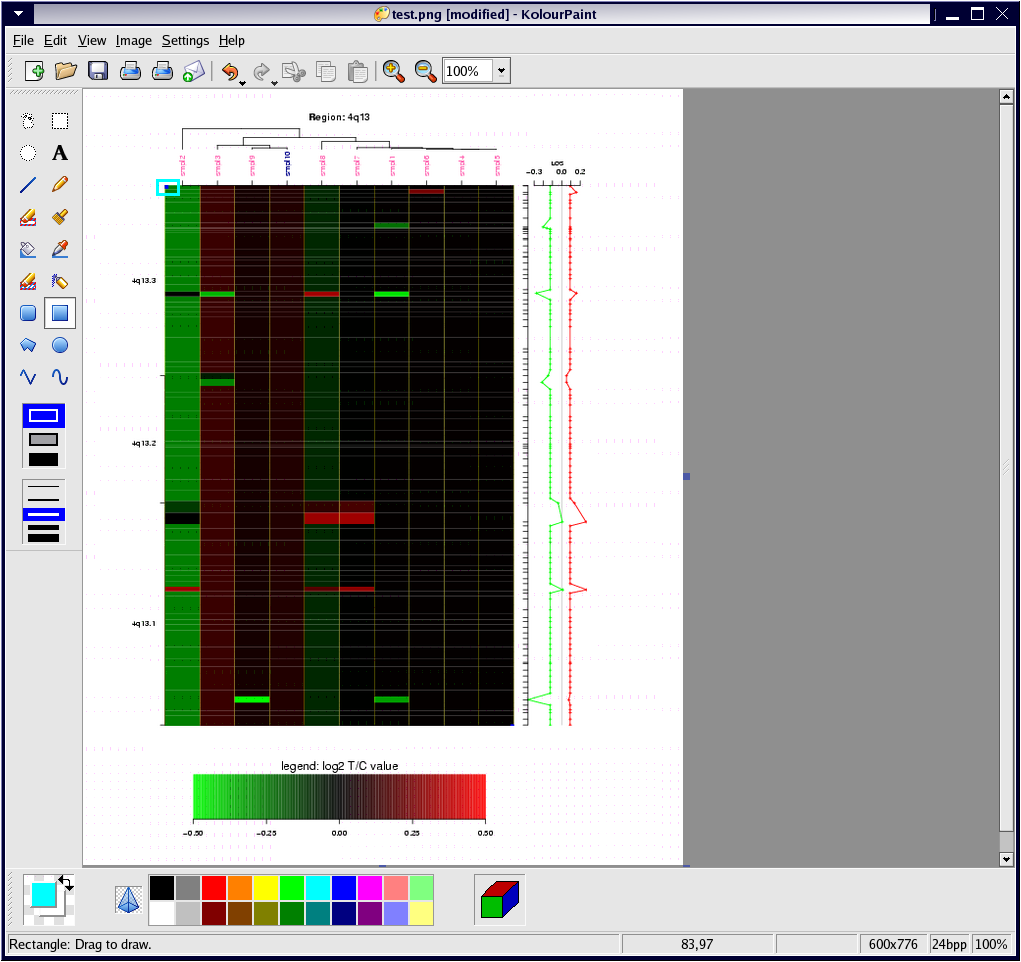 test.png [modified] - KolourPaint
File Edit View Image Settings Help
100%
A
Region: 4q13
smpl2 smpl3 smpl9 smpl10 smpl8 smpl7 smpl1 smpl6 smpl4 smpl5
LOS
-0.3 0.0 0.2
4q13.3
4q13.2
4q13.1
legend: log2 T/C value
-0.50 -0.25 0.00 0.25 0.50
Rectangle: Drag to draw. 83,97 600x776 24bpp 100%